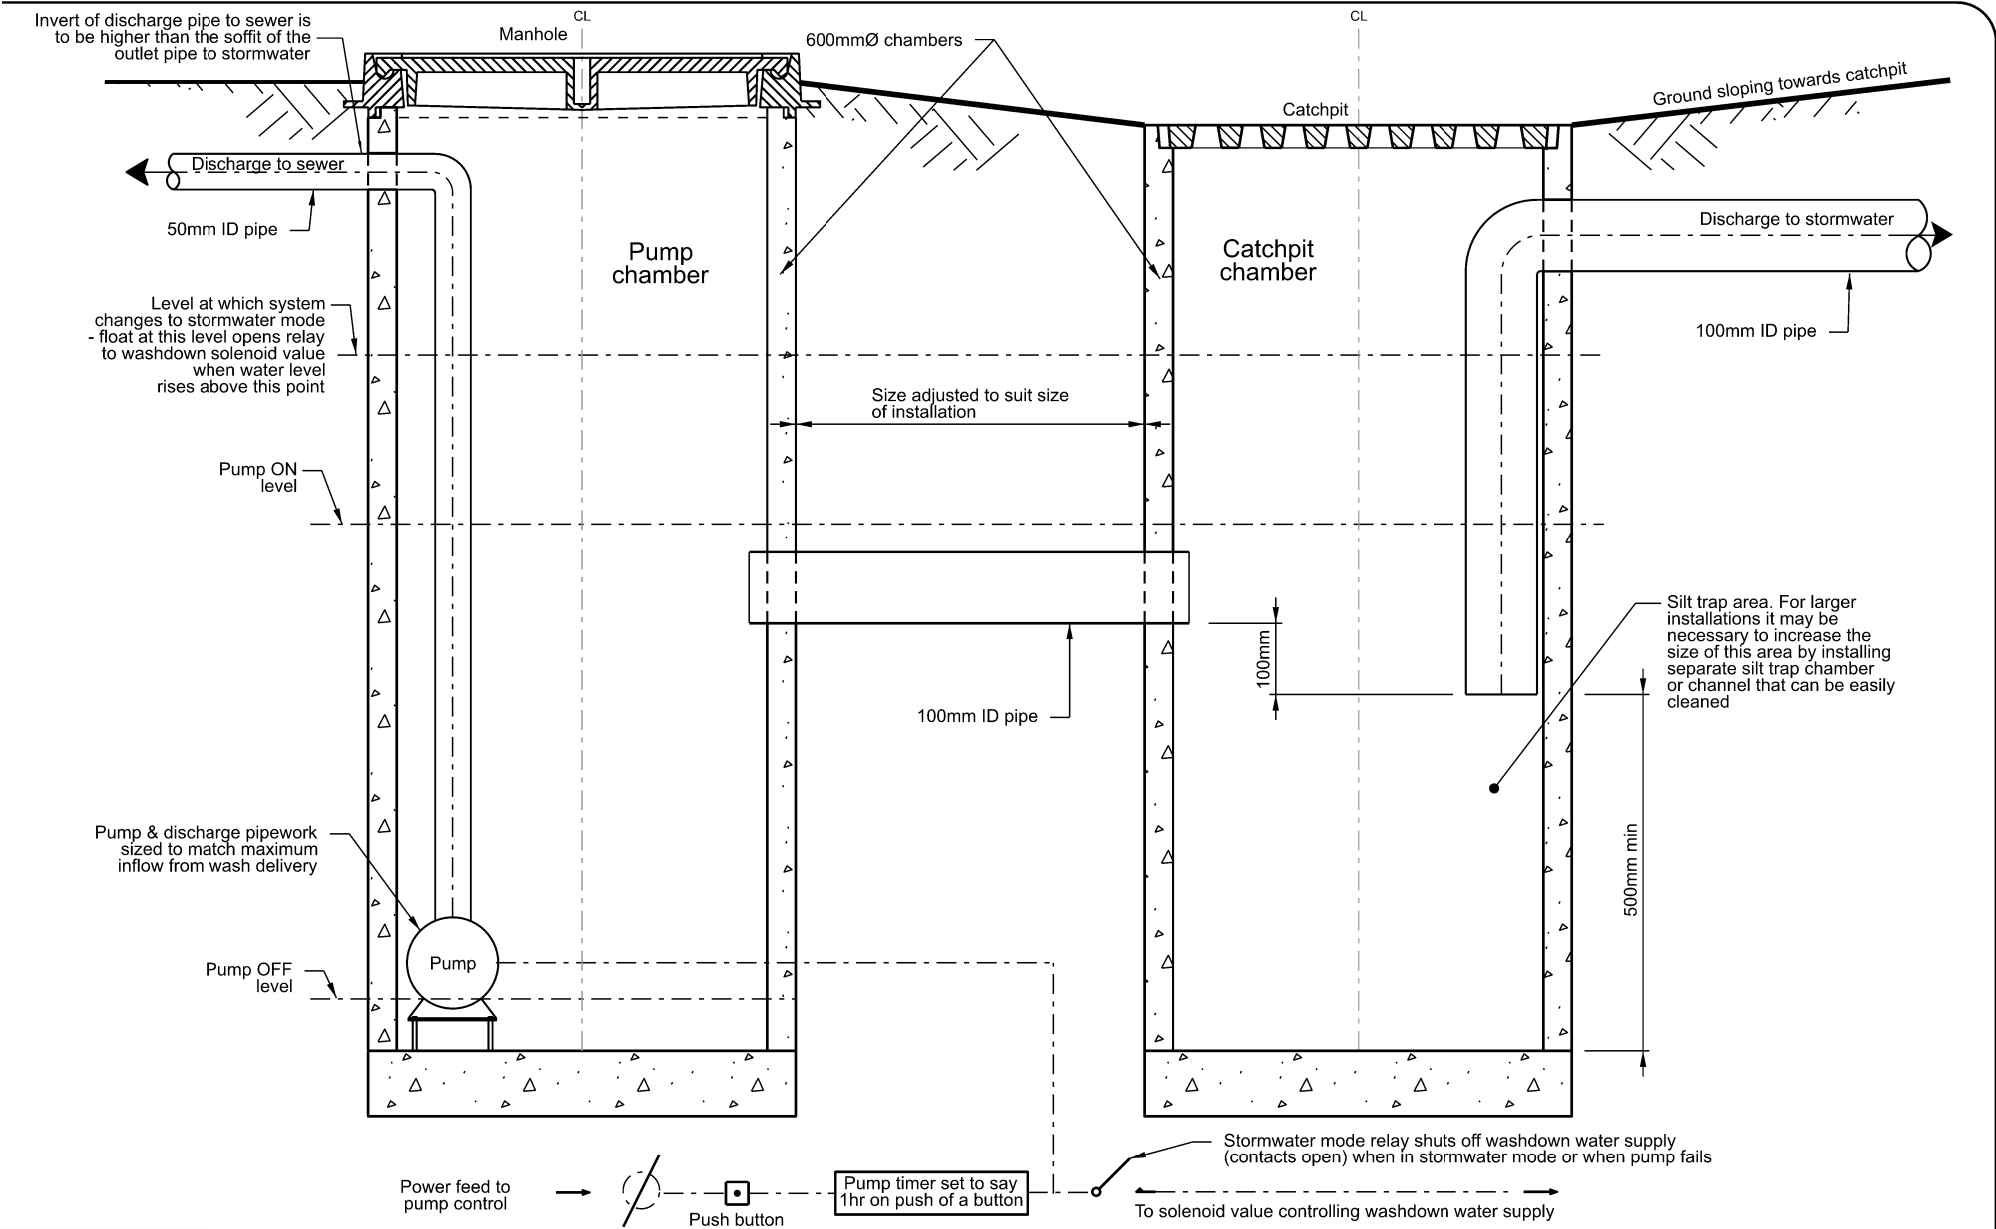 CL
CL
Invert of discharge pipe to sewer is
to be higher than the soffit of the
outlet pipe to stormwater
Manhole
600mmØ chambers
Ground sloping towards catchpit
Catchpit
Discharge to sewer
50mm ID pipe
Pump
chamber
Catchpit
chamber
Discharge to stormwater
100mm ID pipe
Level at which system
changes to stormwater mode
- float at this level opens relay
to washdown solenoid value
when water level
rises above this point
Size adjusted to suit size
of installation
Pump ON
level
100mm
100mm ID pipe
Silt trap area. For larger
installations it may be
necessary to increase the
size of this area by installing
separate silt trap chamber
or channel that can be easily
cleaned
500mm min
Pump & discharge pipework
sized to match maximum
inflow from wash delivery
Pump
Pump OFF
level
Stormwater mode relay shuts off washdown water supply
(contacts open) when in stormwater mode or when pump fails
Power feed to
pump control
Push button
Pump timer set to say
1hr on push of a button
To solenoid value controlling washdown water supply